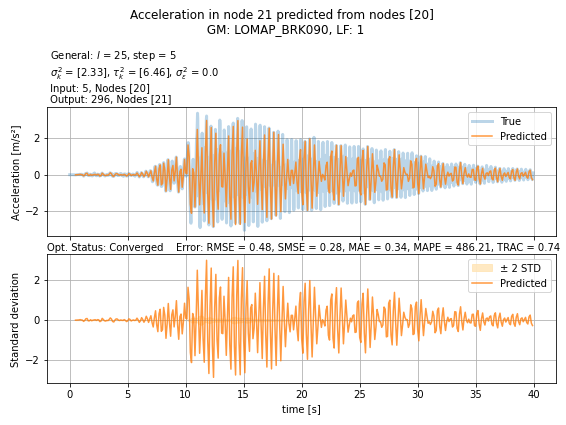 Acceleration in node 21 predicted from nodes [20]
GM: LOMAP_BRK090, LF: 1
General: l = 25, step = 5
σ²ₖ = [2.33], τ²ₖ = [6.46], σ²ε = 0.0
Input: 5, Nodes [20]
Output: 296, Nodes [21]
Acceleration [m/s²]
2
0
−2
True
Predicted
Opt. Status: Converged Error: RMSE = 0.48, SMSE = 0.28, MAE = 0.34, MAPE = 486.21, TRAC = 0.74
Standard deviation
2
0
−2
± 2 STD
Predicted
0 5 10 15 20 25 30 35 40
time [s]